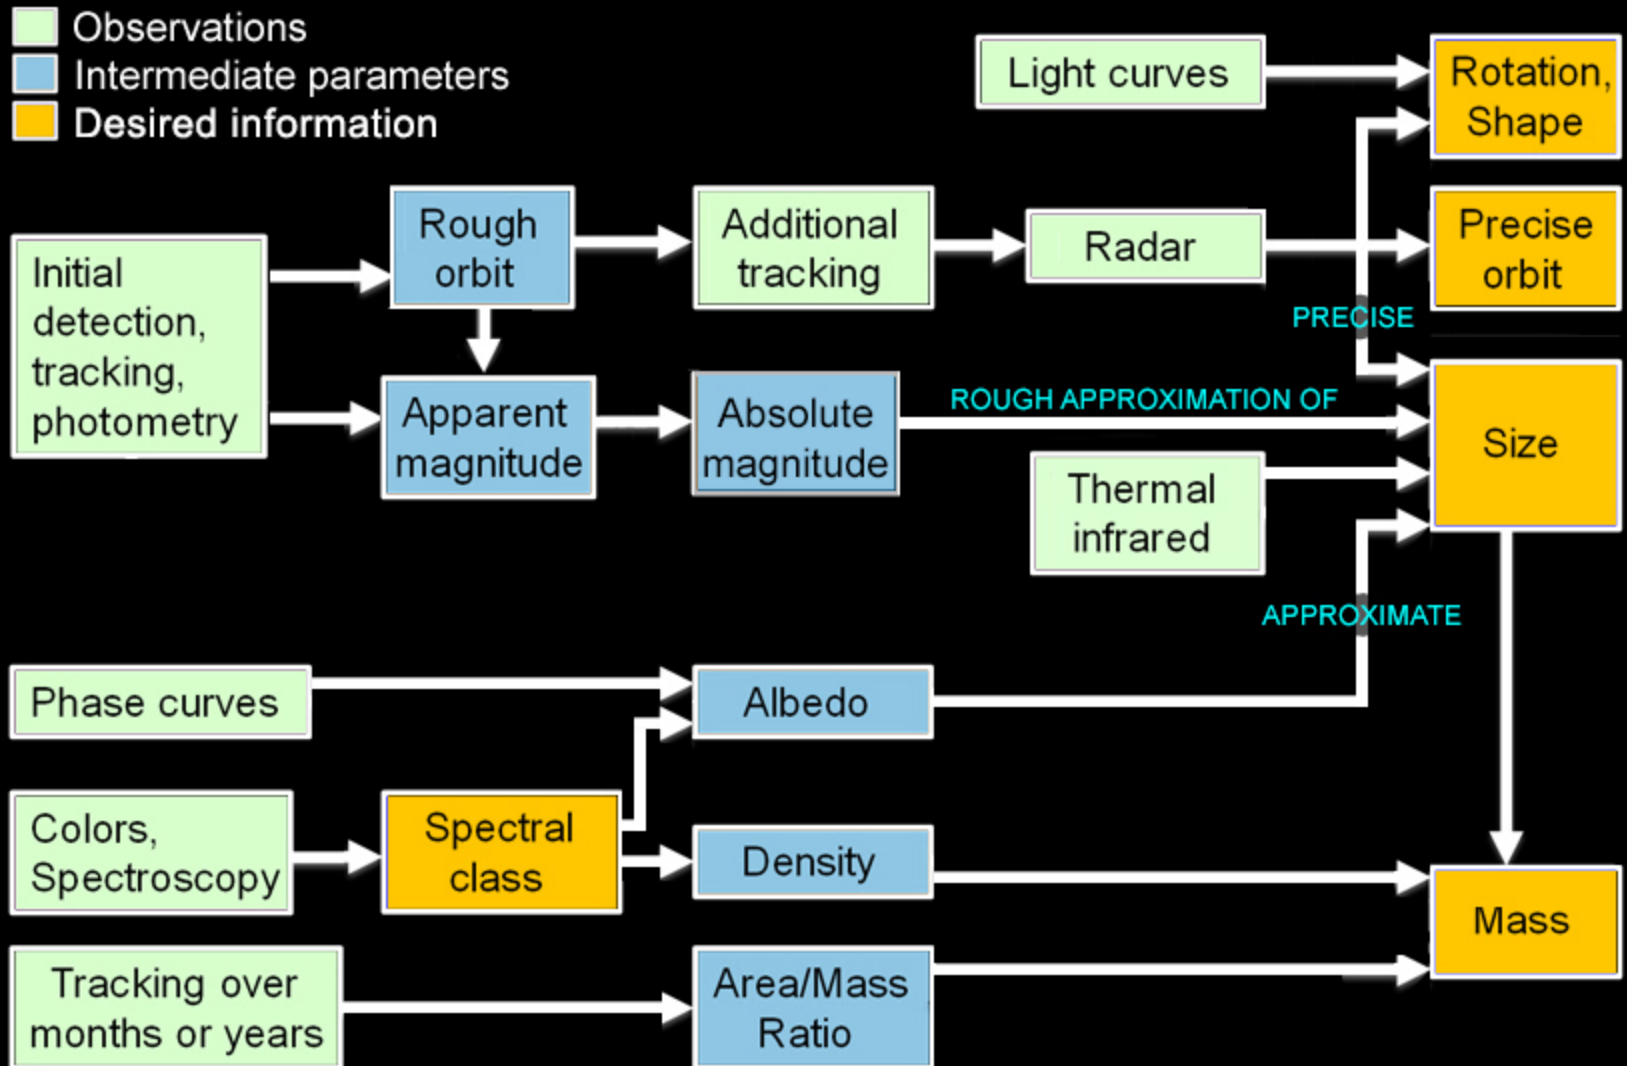 Observations
Intermediate parameters
Desired information
Light curves
Rotation,
Shape
Initial
detection,
tracking,
photometry
Rough
orbit
Additional
tracking
Radar
Precise
orbit
PRECISE
Apparent
magnitude
Absolute
magnitude
ROUGH APPROXIMATION OF
Size
Thermal
infrared
APPROXIMATE
Phase curves
Albedo
Colors,
Spectroscopy
Spectral
class
Density
Mass
Tracking over
months or years
Area/Mass
Ratio